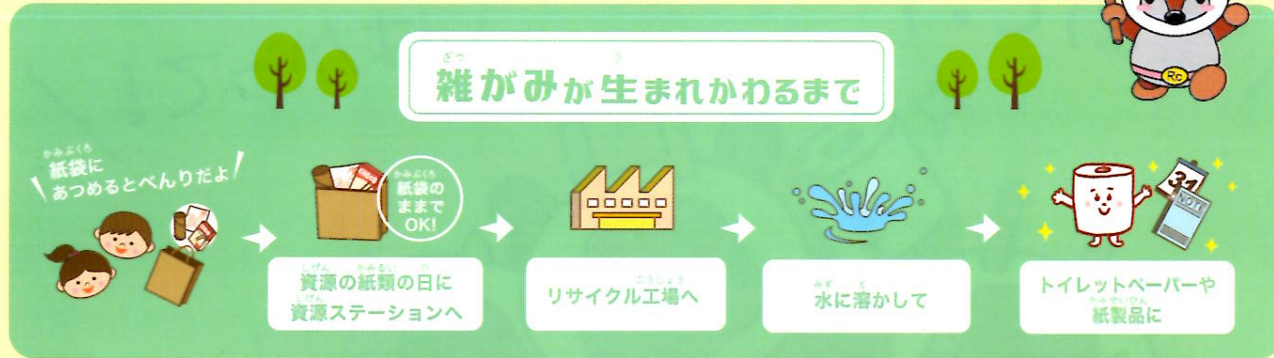 雑がみが生まれかわるまで
紙袋に
あつめるとべんりだよ
紙袋の
ままで
OK!
資源の紙類の日に
資源ステーションへ
リサイクル工場へ
水に溶かして
トイレットペーパーや
紙製品に
31
NOTE
Rc